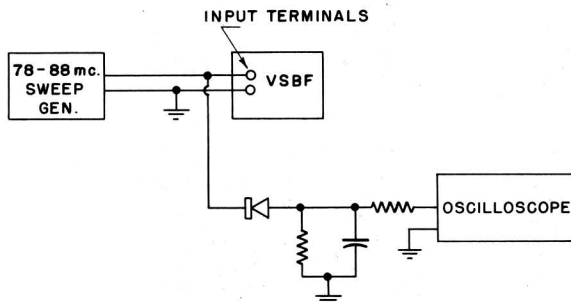 INPUT TERMINALS
78-88 mc.
SWEEP
GEN.
VSBF
OSCILLOSCOPE